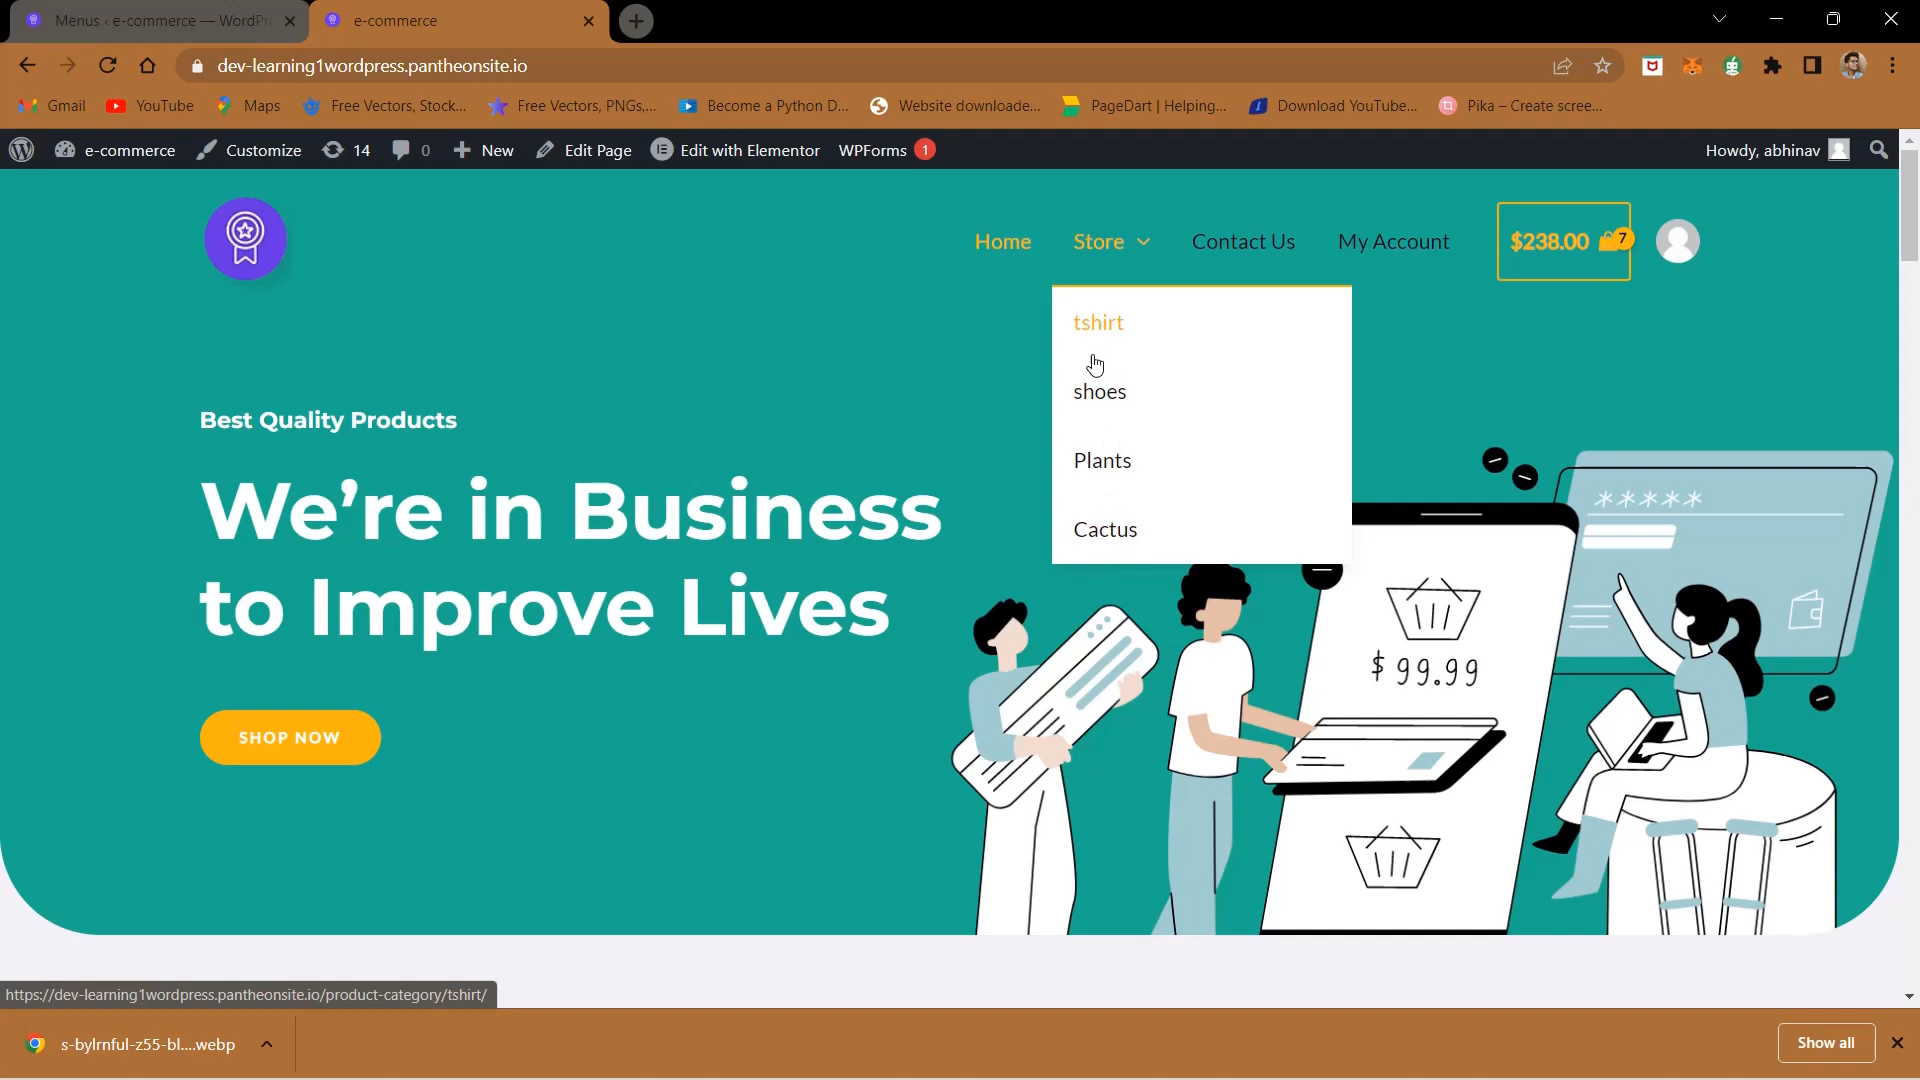 Menus ‹ e-commerce — WordPr
e-commerce
dev-learning1wordpress.pantheonsite.io
Gmail
YouTube
Maps
Free Vectors, Stock...
Free Vectors, PNGs,...
Become a Python D...
Website downloade...
PageDart | Helping...
Download YouTube...
Pika – Create scree...
e-commerce
Customize
14
0
New
Edit Page
Edit with Elementor
WPForms 1
Howdy, abhinav
Home
Store
Contact Us
My Account
$238.00 7
tshirt
shoes
Plants
Cactus
Best Quality Products
We’re in Business
to Improve Lives
SHOP NOW
*****
$99.99
https://dev-learning1wordpress.pantheonsite.io/product-category/tshirt/
s-bylrnful-z55-bl....webp
Show all